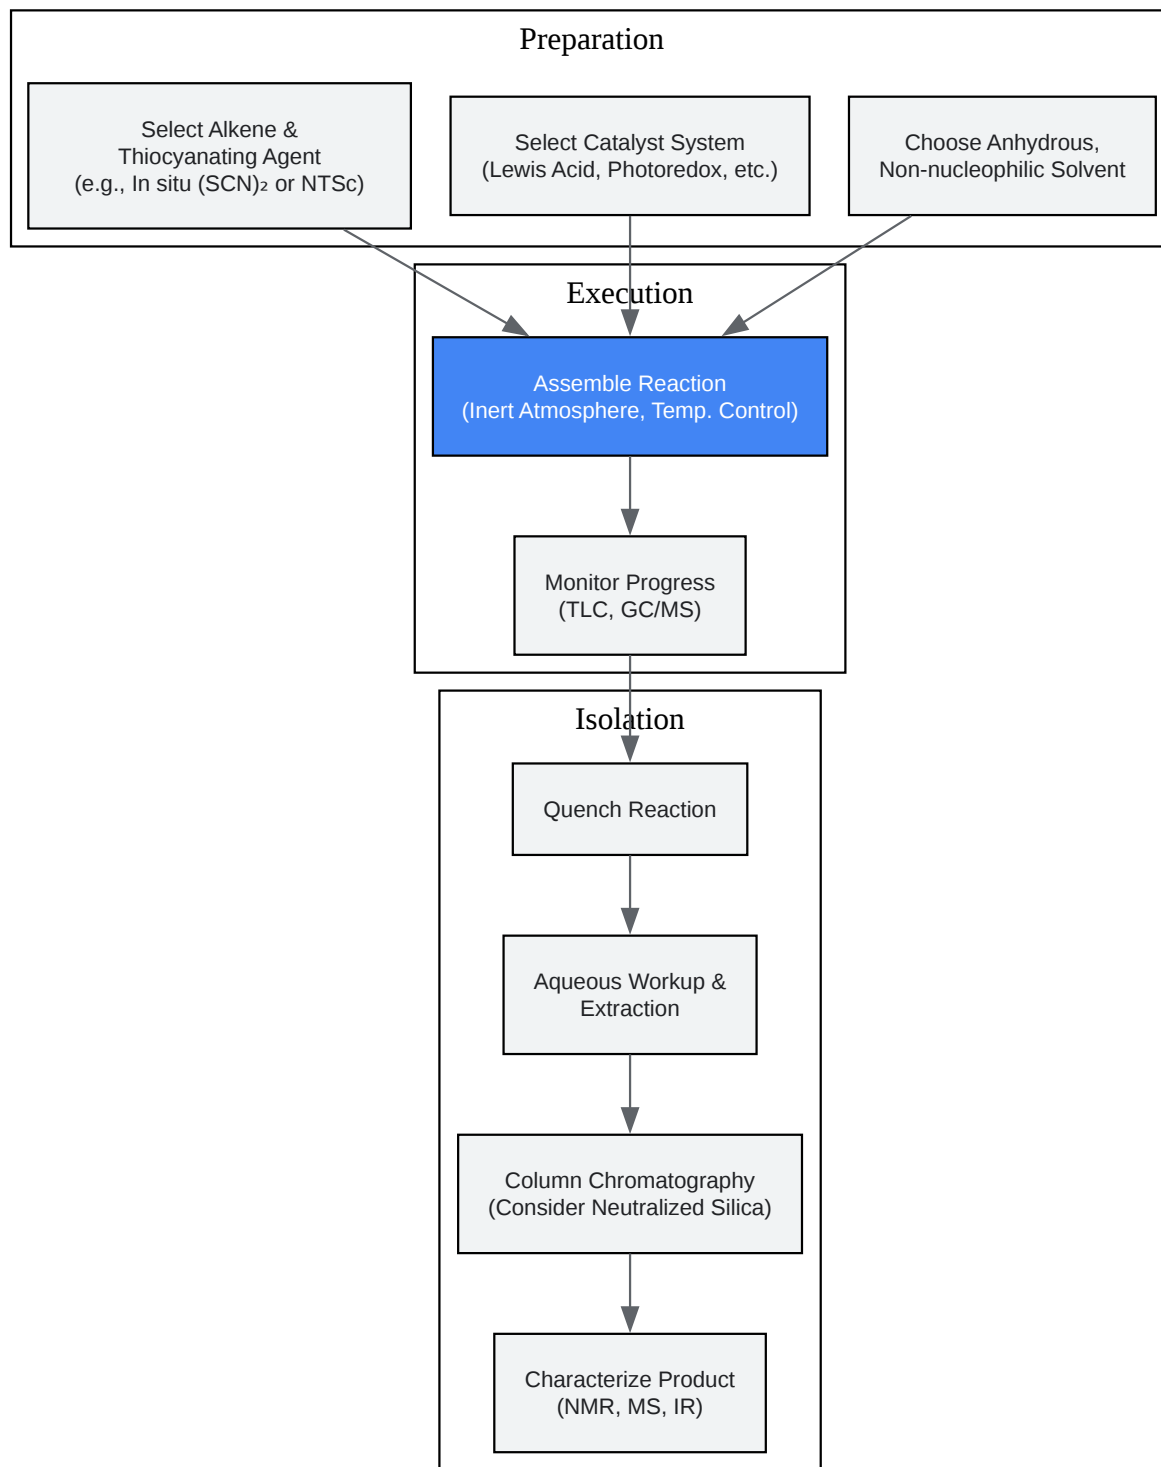 Preparation
Select Alkene &
Thiocyanating Agent
(e.g., In situ (SCN)₂ or NTSc)
Select Catalyst System
(Lewis Acid, Photoredox, etc.)
Choose Anhydrous,
Non-nucleophilic Solvent
Execution
Assemble Reaction
(Inert Atmosphere, Temp. Control)
Monitor Progress
(TLC, GC/MS)
Isolation
Quench Reaction
Aqueous Workup &
Extraction
Column Chromatography
(Consider Neutralized Silica)
Characterize Product
(NMR, MS, IR)